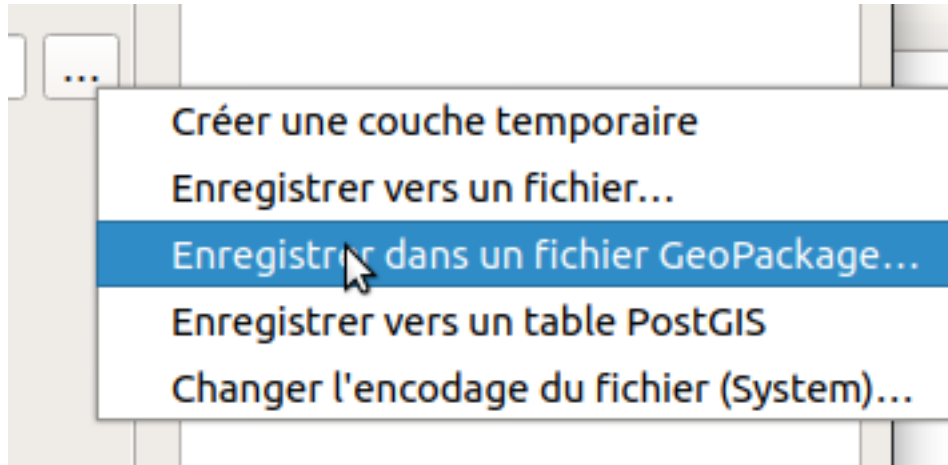 ...
Créer une couche temporaire
Enregistrer vers un fichier…
Enregistrer dans un fichier GeoPackage…
Enregistrer vers un table PostGIS
Changer l'encodage du fichier (System)…